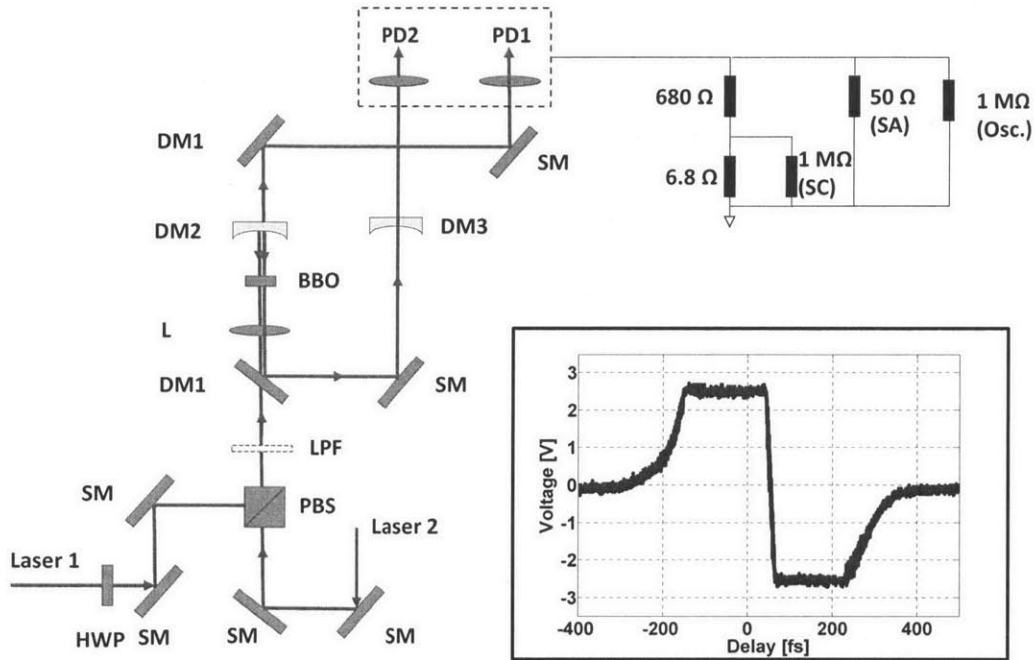 PD2 PD1
680 Ω
50 Ω
(SA)
1 MΩ
(Osc.)
6.8 Ω
1 MΩ
(SC)
DM1
SM
DM2
DM3
BBO
L
DM1
SM
LPF
SM
PBS
Laser 2
Laser 1
HWP
SM
SM
SM
Voltage [V]
3
2
1
0
-1
-2
-3
-400 -200 0 200 400
Delay [fs]